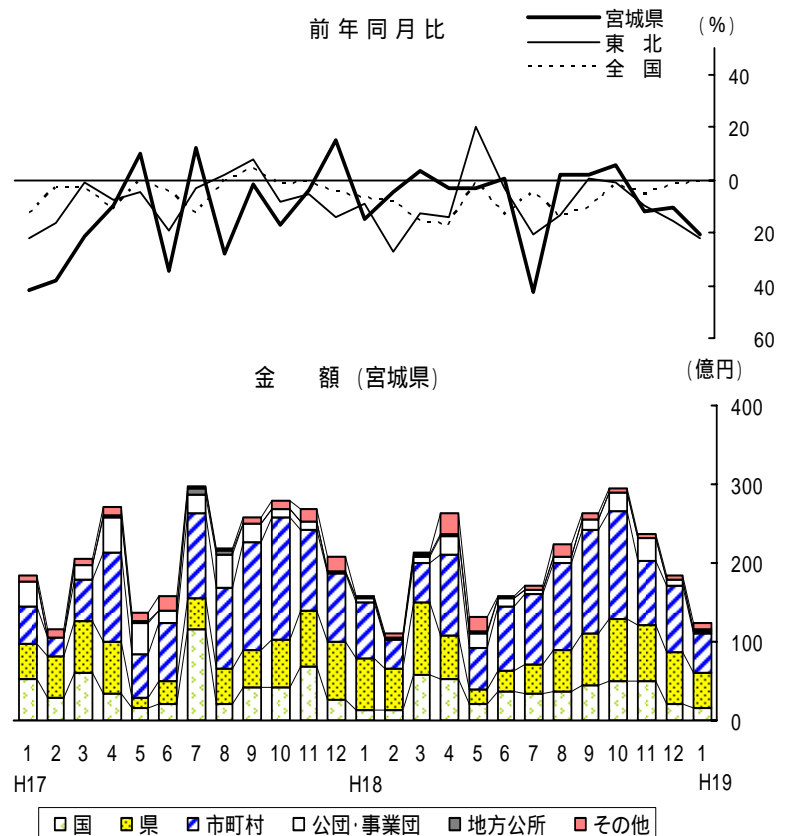 前年同月比
宮城県
東 北
全 国
(%)
40
20
0
20
40
60
金 額 (宮城県)
(億円)
400
300
200
100
0
1 2 3 4 5 6 7 8 9 10 11 12 1 2 3 4 5 6 7 8 9 10 11 12 1
H17 H18 H19
国 県 市町村 公団・事業団 地方公所 その他